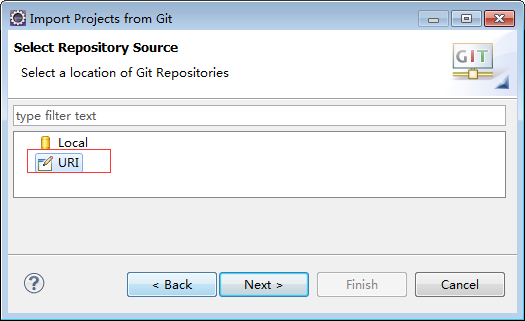 Import Projects from Git
Select Repository Source
Select a location of Git Repositories
GIT
type filter text
Local
URI
?
< Back
Next >
Finish
Cancel